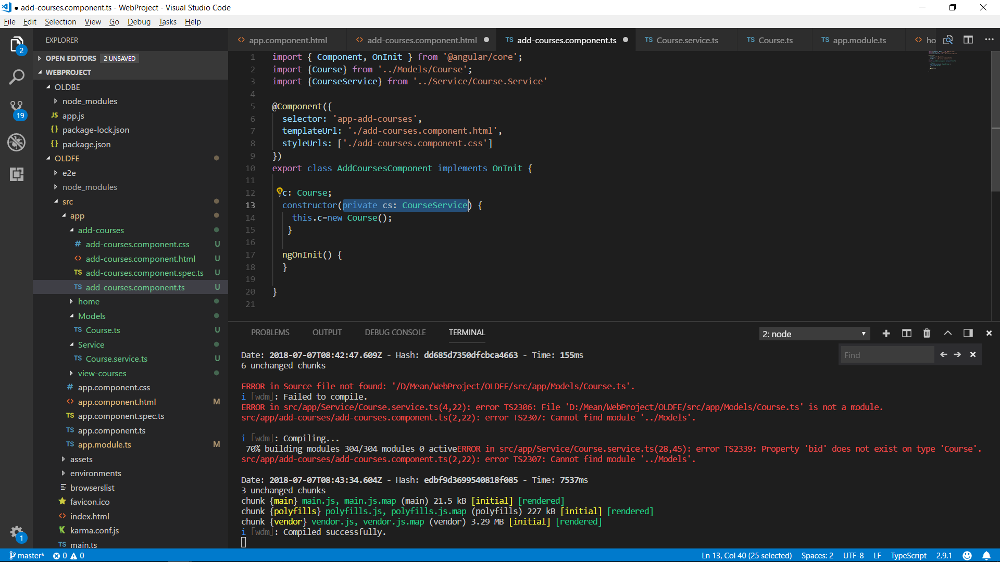 ● add-courses.component.ts - WebProject - Visual Studio Code
File Edit Selection View Go Debug Tasks Help
EXPLORER
OPEN EDITORS 2 UNSAVED
WEBPROJECT
OLDBE
node_modules
JS app.js
{} package-lock.json
{} package.json
OLDFE
e2e
node_modules
src
app
add-courses
# add-courses.component.css U
<> add-courses.component.html U
TS add-courses.component.spec.ts U
TS add-courses.component.ts U
home
Models
TS Course.ts U
Service
TS Course.service.ts U
view-courses
# app.component.css
<> app.component.html M
TS app.component.spec.ts
TS app.component.ts
TS app.module.ts M
assets
environments
browserslist
favicon.ico
<> index.html
karma.conf.js
TS main.ts
2
19
1
<> app.component.html <> add-courses.component.html ● TS add-courses.component.ts ● TS Course.service.ts TS Course.ts TS app.module.ts <> ho
1 import { Component, OnInit } from '@angular/core';
2 import {Course} from '../Models/Course';
3 import {CourseService} from '../Service/Course.Service'
4
5 @Component({
6 selector: 'app-add-courses',
7 templateUrl: './add-courses.component.html',
8 styleUrls: ['./add-courses.component.css']
9 })
10 export class AddCoursesComponent implements OnInit {
11
12 c: Course;
13 constructor(private cs: CourseService) {
14 this.c=new Course();
15 }
16
17 ngOnInit() {
18 }
19
20 }
21
PROBLEMS OUTPUT DEBUG CONSOLE TERMINAL 2: node
Find
Date: 2018-07-07T08:42:47.609Z - Hash: dd685d7350dfcbca4663 - Time: 155ms
6 unchanged chunks
ERROR in Source file not found: '/D/Mean/WebProject/OLDFE/src/app/Models/Course.ts'.
i ｢wdm｣: Failed to compile.
ERROR in src/app/Service/Course.service.ts(4,22): error TS2306: File 'D:/Mean/WebProject/OLDFE/src/app/Models/Course.ts' is not a module.
src/app/add-courses/add-courses.component.ts(2,22): error TS2307: Cannot find module '../Models'.
i ｢wdm｣: Compiling...
70% building modules 304/304 modules 0 activeERROR in src/app/Service/Course.service.ts(28,45): error TS2339: Property 'bid' does not exist on type 'Course'.
src/app/add-courses/add-courses.component.ts(2,22): error TS2307: Cannot find module '../Models'.
Date: 2018-07-07T08:43:34.604Z - Hash: edbf9d3699540818f085 - Time: 7537ms
3 unchanged chunks
chunk {main} main.js, main.js.map (main) 21.5 kB [initial] [rendered]
chunk {polyfills} polyfills.js, polyfills.js.map (polyfills) 227 kB [initial] [rendered]
chunk {vendor} vendor.js, vendor.js.map (vendor) 3.29 MB [initial] [rendered]
i ｢wdm｣: Compiled successfully.
master* 0 0 Ln 13, Col 40 (25 selected) Spaces: 2 UTF-8 LF TypeScript 2.9.1